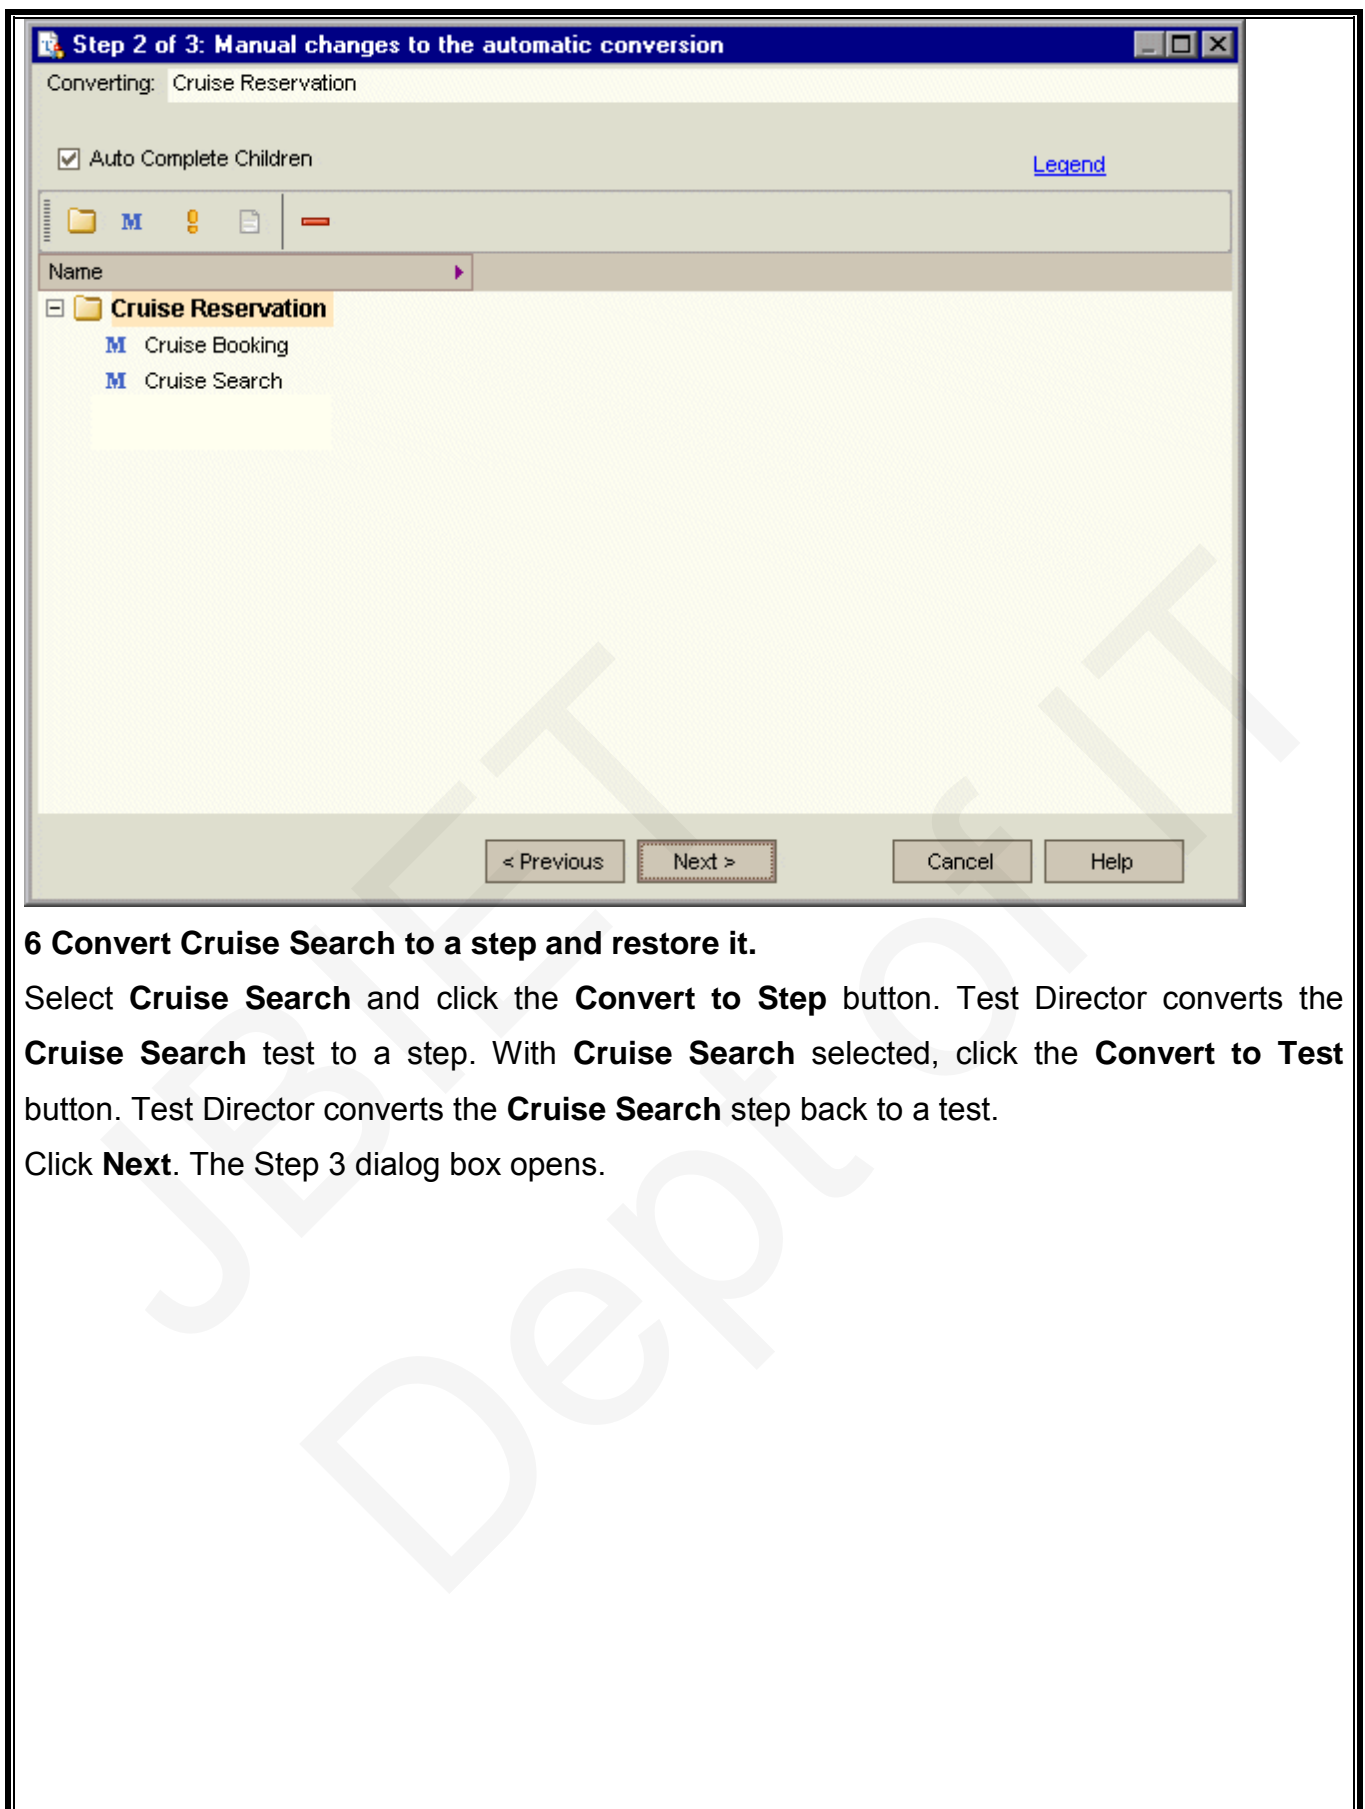 Step 2 of 3: Manual changes to the automatic conversion
Converting: Cruise Reservation
Auto Complete Children
Legend
M
Name
Cruise Reservation
M Cruise Booking
M Cruise Search
< Previous Next > Cancel Help
6 Convert Cruise Search to a step and restore it.
Select Cruise Search and click the Convert to Step button. Test Director converts the
Cruise Search test to a step. With Cruise Search selected, click the Convert to Test
button. Test Director converts the Cruise Search step back to a test.
Click Next. The Step 3 dialog box opens.
JBIET
Dept of IT